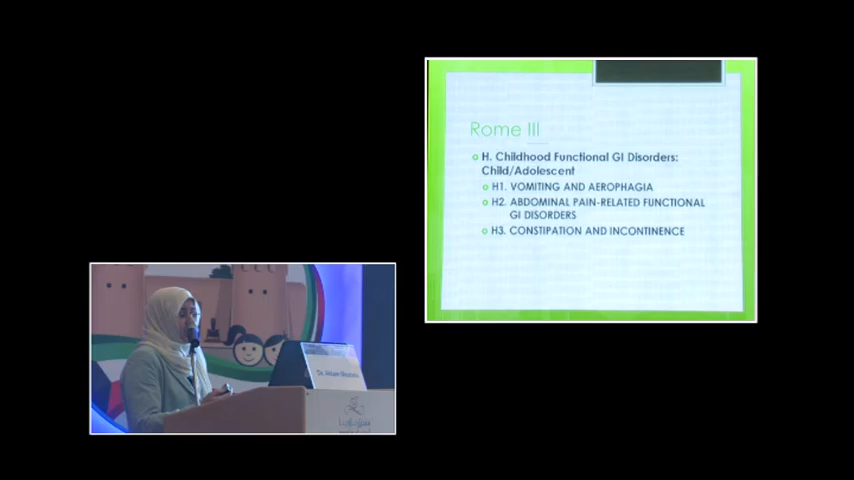 Rome III
H. Childhood Functional GI Disorders:
Child/Adolescent
H1. VOMITING AND AEROPHAGIA
H2. ABDOMINAL PAIN-RELATED FUNCTIONAL
GI DISORDERS
H3. CONSTIPATION AND INCONTINENCE
Dr.